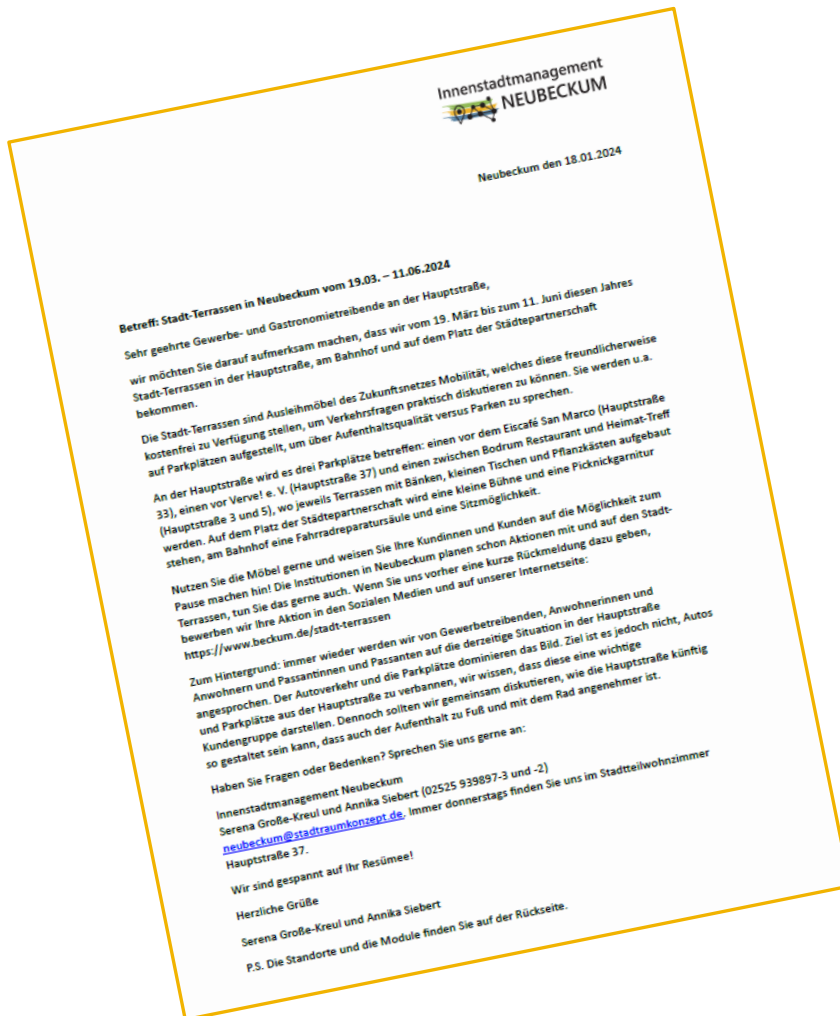 Innenstadtmanagement
NEUBECKUM
Neubeckum den 18.01.2024
Betreff: Stadt-Terrassen in Neubeckum vom 19.03. – 11.06.2024
Sehr geehrte Gewerbe- und Gastronomietreibende an der Hauptstraße,
wir möchten Sie darauf aufmerksam machen, dass wir vom 19. März bis zum 11. Juni diesen Jahres
Stadt-Terrassen in der Hauptstraße, am Bahnhof und auf dem Platz der Städtepartnerschaft
bekommen.
Die Stadt-Terrassen sind Ausleihmöbel des Zukunftsnetzes Mobilität, welches diese freundlicherweise
kostenfrei zu Verfügung stellen, um Verkehrsfragen praktisch diskutieren zu können. Sie werden u.a.
auf Parkplätzen aufgestellt, um über Aufenthaltsqualität versus Parken zu sprechen.
An der Hauptstraße wird es drei Parkplätze betreffen: einen vor dem Eiscafé San Marco (Hauptstraße
33), einen vor Verve! e. V. (Hauptstraße 37) und einen zwischen Bodrum Restaurant und Heimat-Treff
(Hauptstraße 3 und 5), wo jeweils Terrassen mit Bänken, kleinen Tischen und Pflanzkästen aufgebaut
werden. Auf dem Platz der Städtepartnerschaft wird eine kleine Bühne und eine Picknickgarnitur
stehen, am Bahnhof eine Fahrradreparatursäule und eine Sitzmöglichkeit.
Nutzen Sie die Möbel gerne und weisen Sie Ihre Kundinnen und Kunden auf die Möglichkeit zum
Pause machen hin! Die Institutionen in Neubeckum planen schon Aktionen mit und auf den Stadt-
Terrassen, tun Sie das gerne auch. Wenn Sie uns vorher eine kurze Rückmeldung dazu geben,
bewerben wir Ihre Aktion in den Sozialen Medien und auf unserer Internetseite:
https://www.beckum.de/stadt-terrassen
Zum Hintergrund: immer wieder werden wir von Gewerbetreibenden, Anwohnerinnen und
Anwohnern und Passantinnen und Passanten auf die derzeitige Situation in der Hauptstraße
angesprochen. Der Autoverkehr und die Parkplätze dominieren das Bild. Ziel ist es jedoch nicht, Autos
und Parkplätze aus der Hauptstraße zu verbannen, wir wissen, dass diese eine wichtige
Kundengruppe darstellen. Dennoch sollten wir gemeinsam diskutieren, wie die Hauptstraße künftig
so gestaltet sein kann, dass auch der Aufenthalt zu Fuß und mit dem Rad angenehmer ist.
Haben Sie Fragen oder Bedenken? Sprechen Sie uns gerne an:
Innenstadtmanagement Neubeckum
Serena Große-Kreul und Annika Siebert (02525 939897-3 und -2)
neubeckum@stadtraumkonzept.de. Immer donnerstags finden Sie uns im Stadtteilwohnzimmer
Hauptstraße 37.
Wir sind gespannt auf Ihr Resümee!
Herzliche Grüße
Serena Große-Kreul und Annika Siebert
P.S. Die Standorte und die Module finden Sie auf der Rückseite.